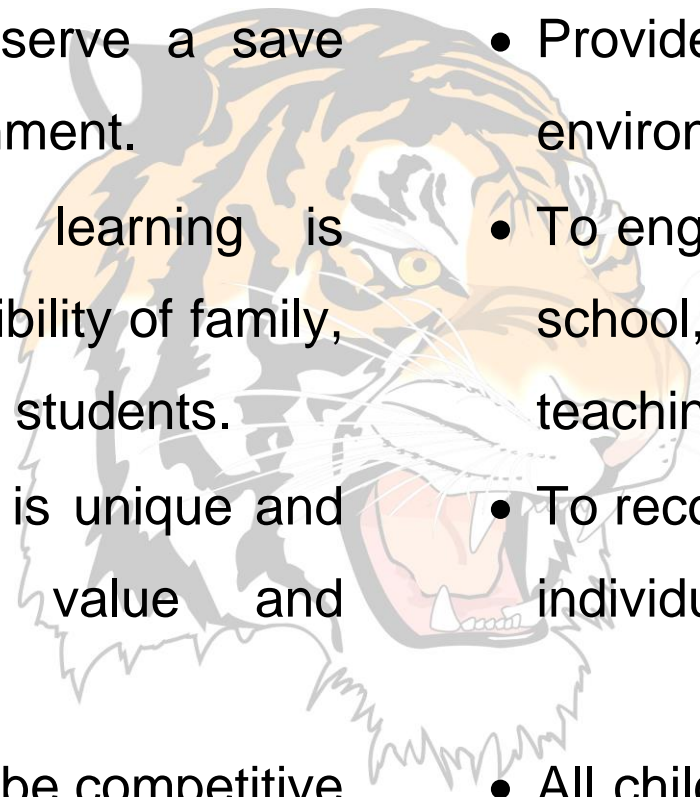 serve a save
ment.
learning is
ibility of family,
students.
is unique and
value and
be competitive
• Provide
environ
• To eng
school,
teachin
• To reco
individu
• All chil